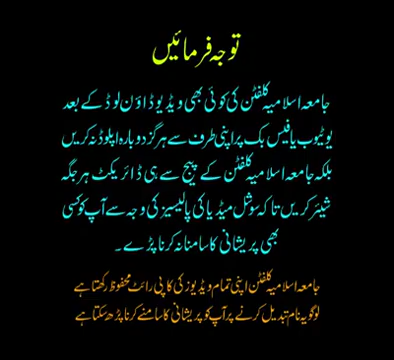 توجہ فرمائیں
جامعہ اسلامیہ کلفٹن کی کوئی بھی ویڈیو ڈاؤن لوڈ کے بعد
یوٹیوب یا فیس بک پر اپنی طرف سے ہرگز دوبارہ اپلوڈ نہ کریں
بلکہ جامعہ اسلامیہ کلفٹن کے پیج سے ہی ڈائریکٹ ہر جگہ
شیئر کریں تاکہ سوشل میڈیا کی پالیسیز کی وجہ سے آپ کو کسی
بھی پریشانی کا سامنا نہ کرنا پڑے ۔
جامعہ اسلامیہ کلفٹن اپنی تمام ویڈیوز کی کاپی رائٹ محفوظ رکھتا ہے
لوگو یہ نام تبدیل کرنے پر آپ کو پریشانی کا سامنے کرنا پڑھ سکتا ہے